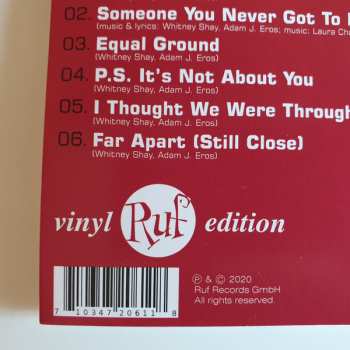 02. Someone You Never Got To
(music & lyrics: Whitney Shay, Adam J. Eros; music: Laura
03. Equal Ground
(Whitney Shay, Adam J. Eros)
04. P.S. It's Not About You
(Whitney Shay, Adam J. Eros)
05. I Thought We Were Through
(Whitney Shay, Adam J. Eros)
06. Far Apart (Still Close)
(Whitney Shay, Adam J. Eros)
vinyl Ruf edition
℗ & © 2020
Ruf Records GmbH
All rights reserved.
7 10347 20611 8